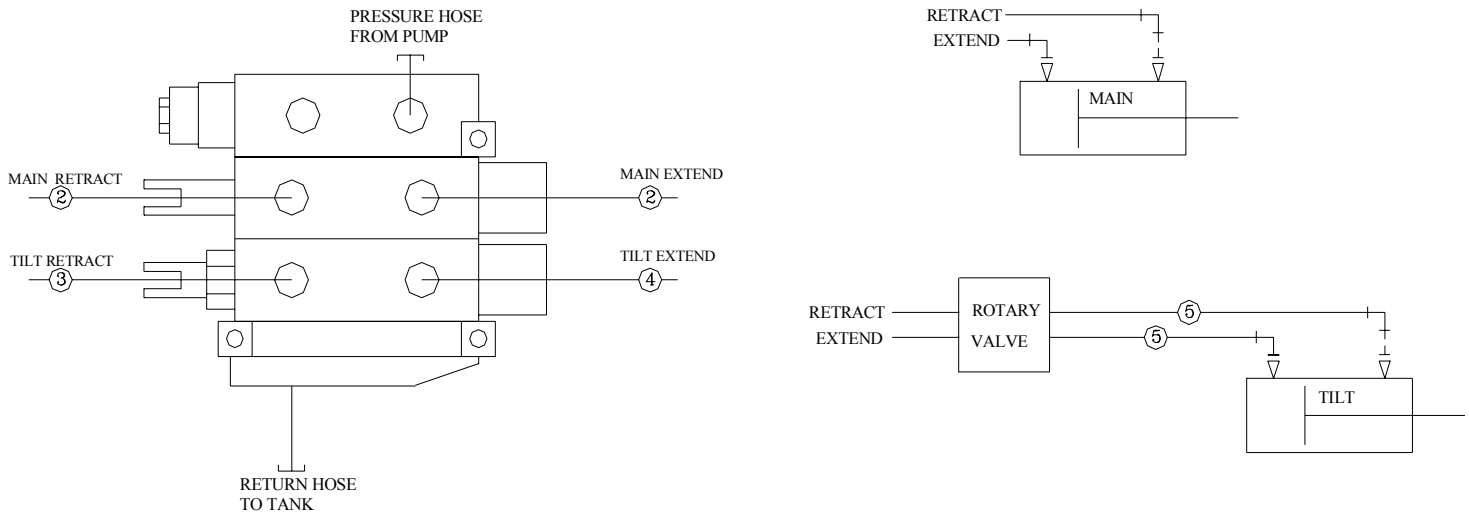 PRESSURE HOSE
FROM PUMP
MAIN RETRACT
2
MAIN EXTEND
2
TILT RETRACT
3
TILT EXTEND
4
RETURN HOSE
TO TANK
RETRACT
EXTEND
MAIN
RETRACT
EXTEND
ROTARY
VALVE
5
5
TILT